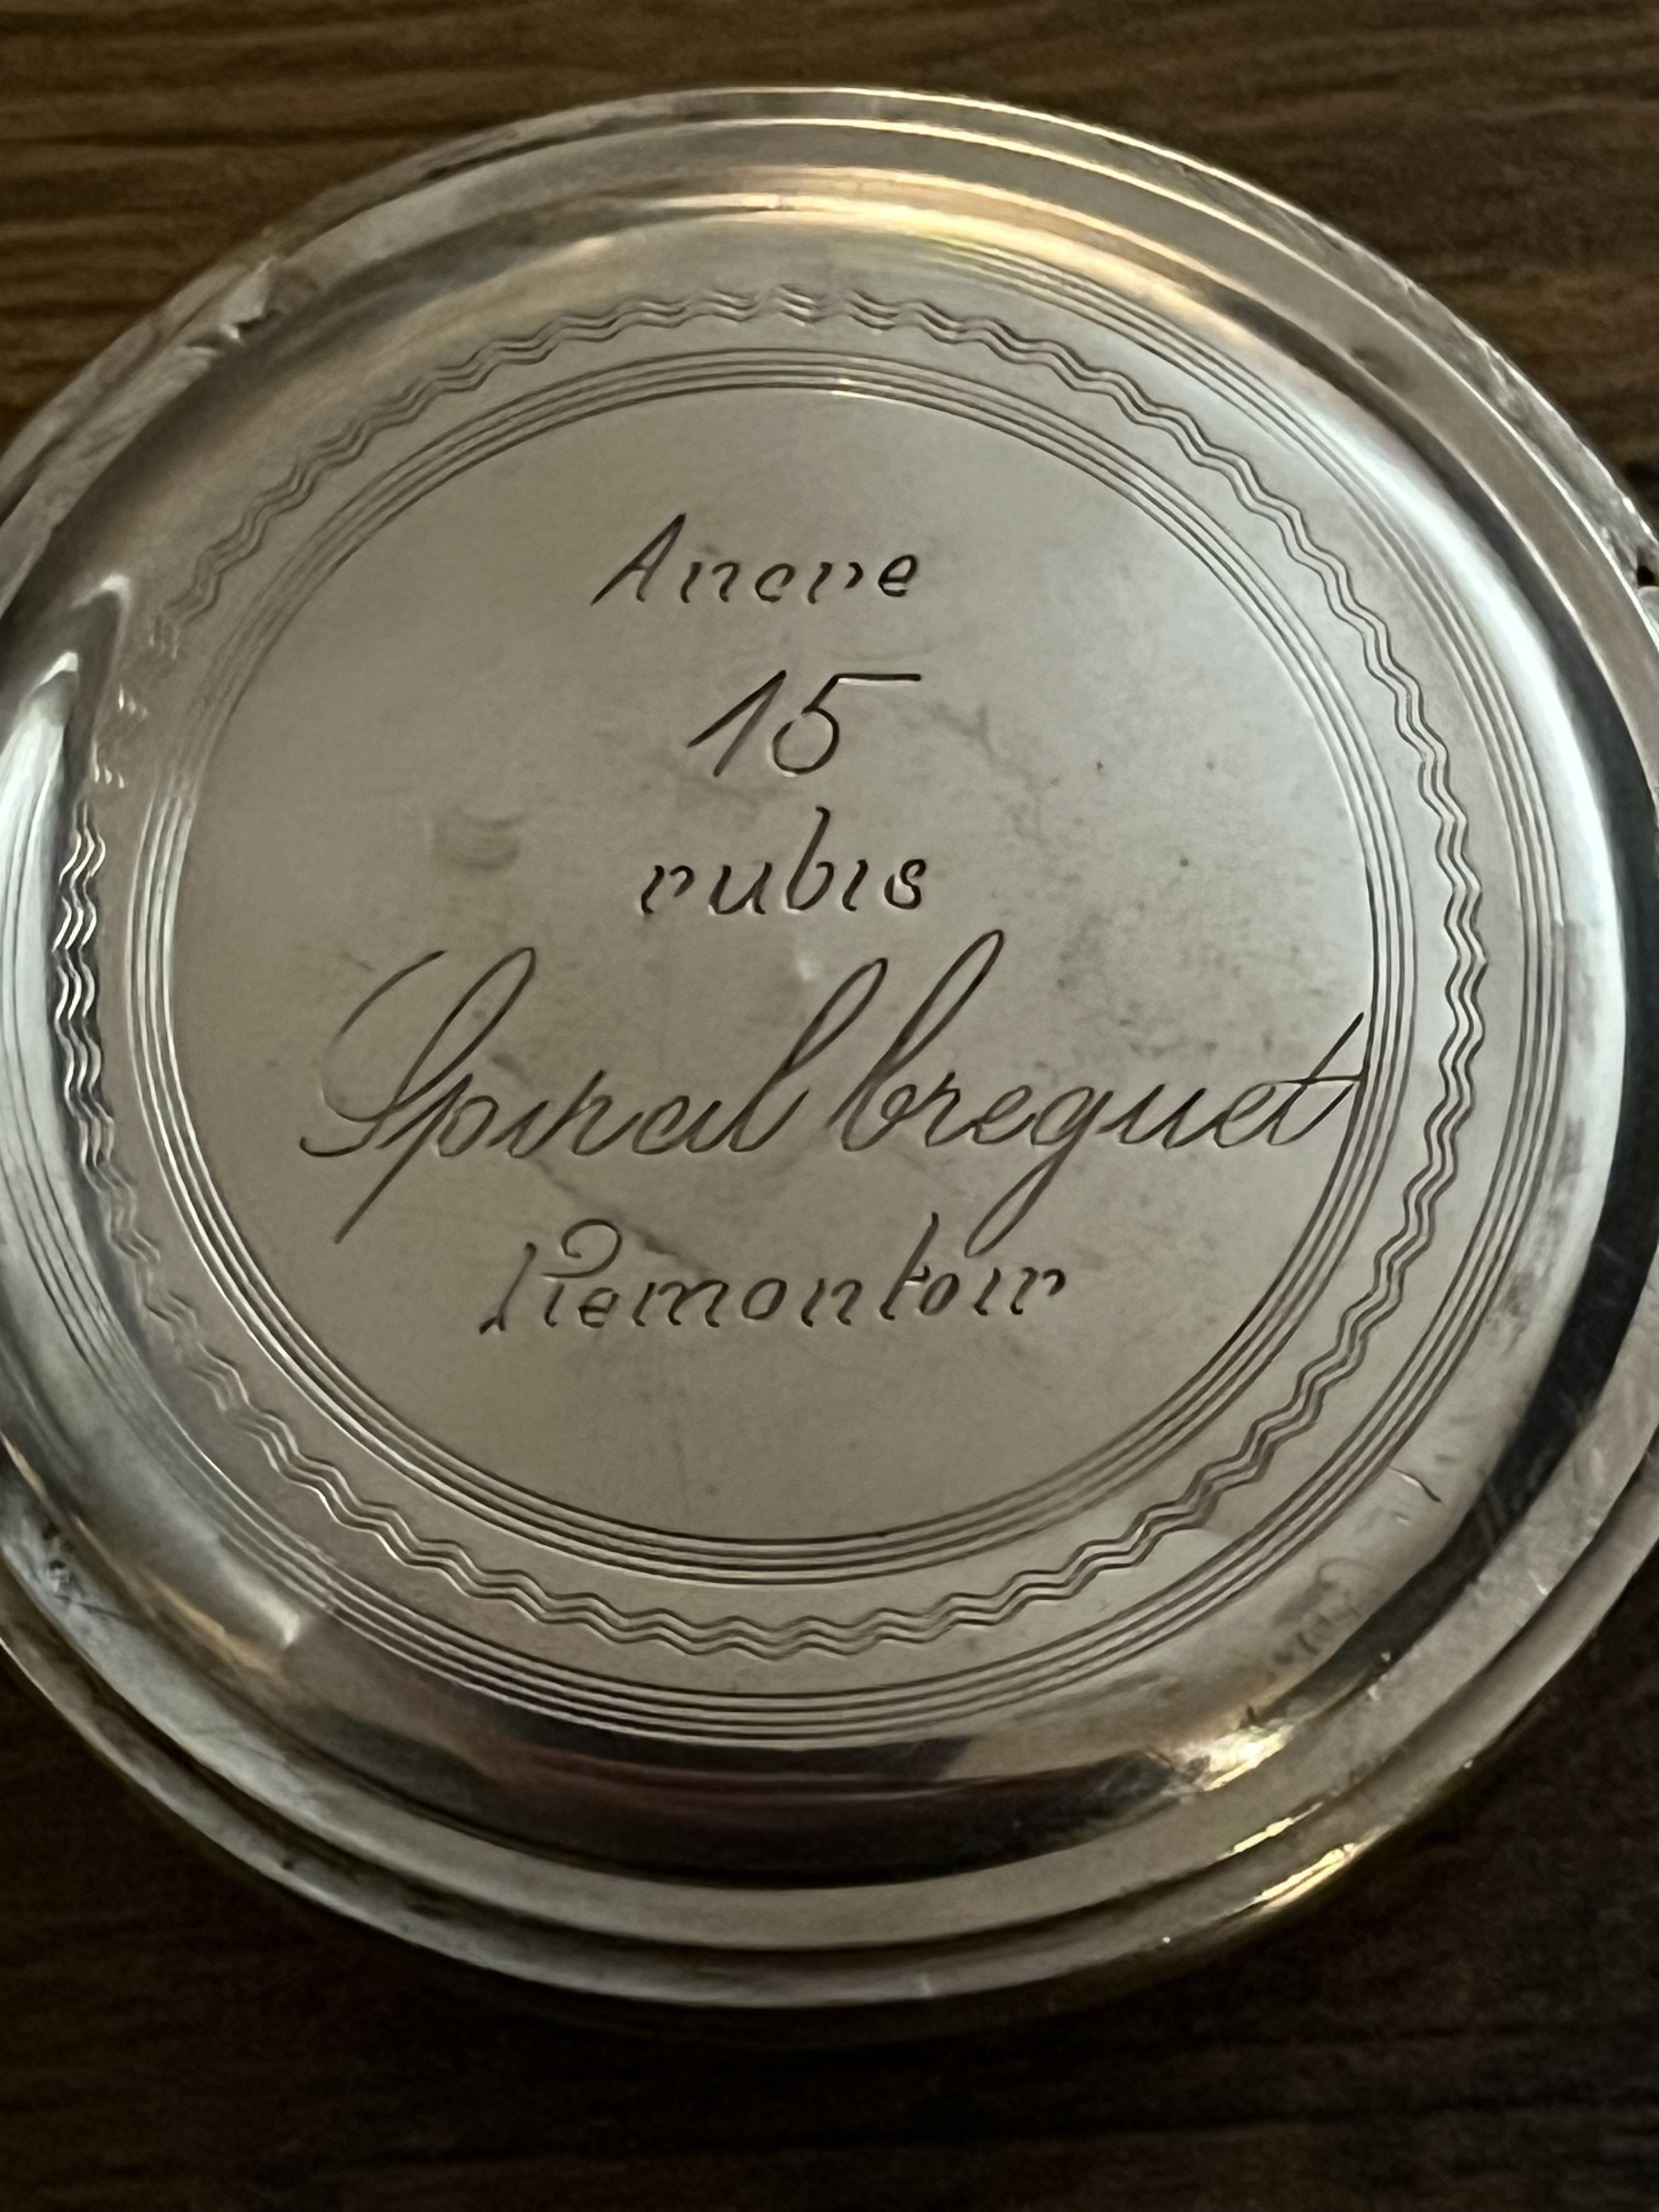 Ancre
15
rubis
Spiral breguet
Remontoir